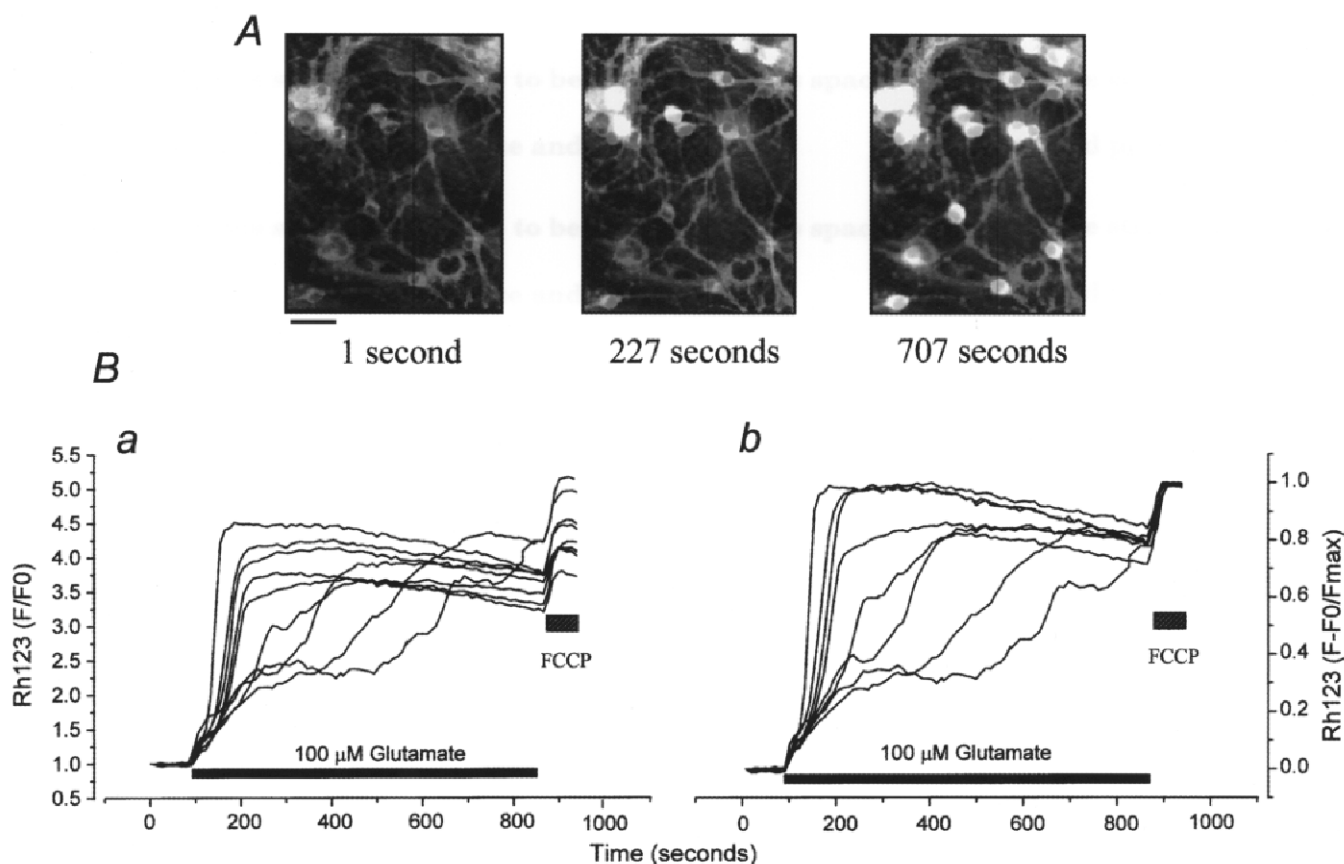 A
1 second
227 seconds
707 seconds
B
a
b
5.5
5.0
4.5
4.0
3.5
3.0
2.5
2.0
1.5
1.0
0.5
Rh123 (F/F0)
FCCP
100 μM Glutamate
0
200
400
600
800
1000
FCCP
100 μM Glutamate
0
200
400
600
800
1000
1.0
0.8
0.6
0.4
0.2
0.0
Rh123 (F-F0/Fmax)
Time (seconds)